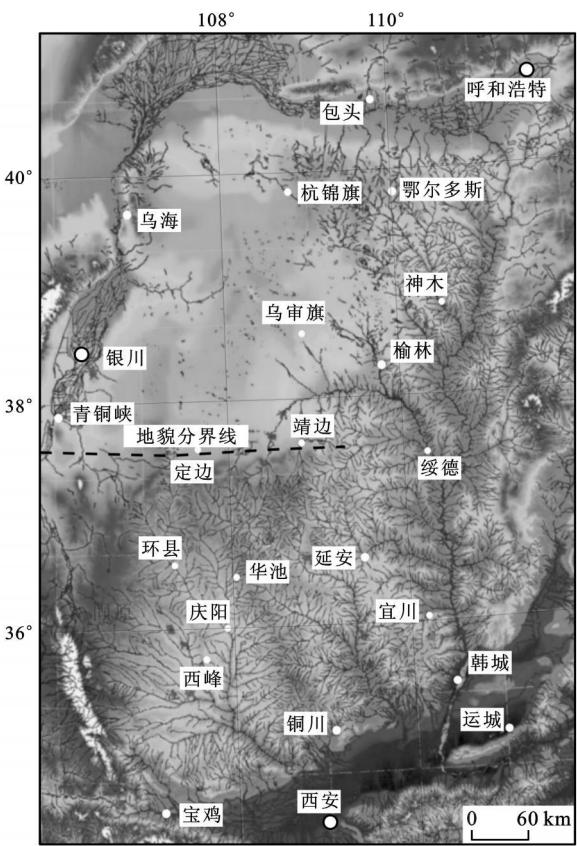 108° 110°
呼和浩特
包头
40°
杭锦旗 鄂尔多斯
乌海
神木
乌审旗
榆林
银川
38°
青铜峡
地貌分界线 靖边
定边 绥德
环县 延安
华池
庆阳 宜川
36°
西峰 韩城
铜川 运城
宝鸡 西安
0 60 km